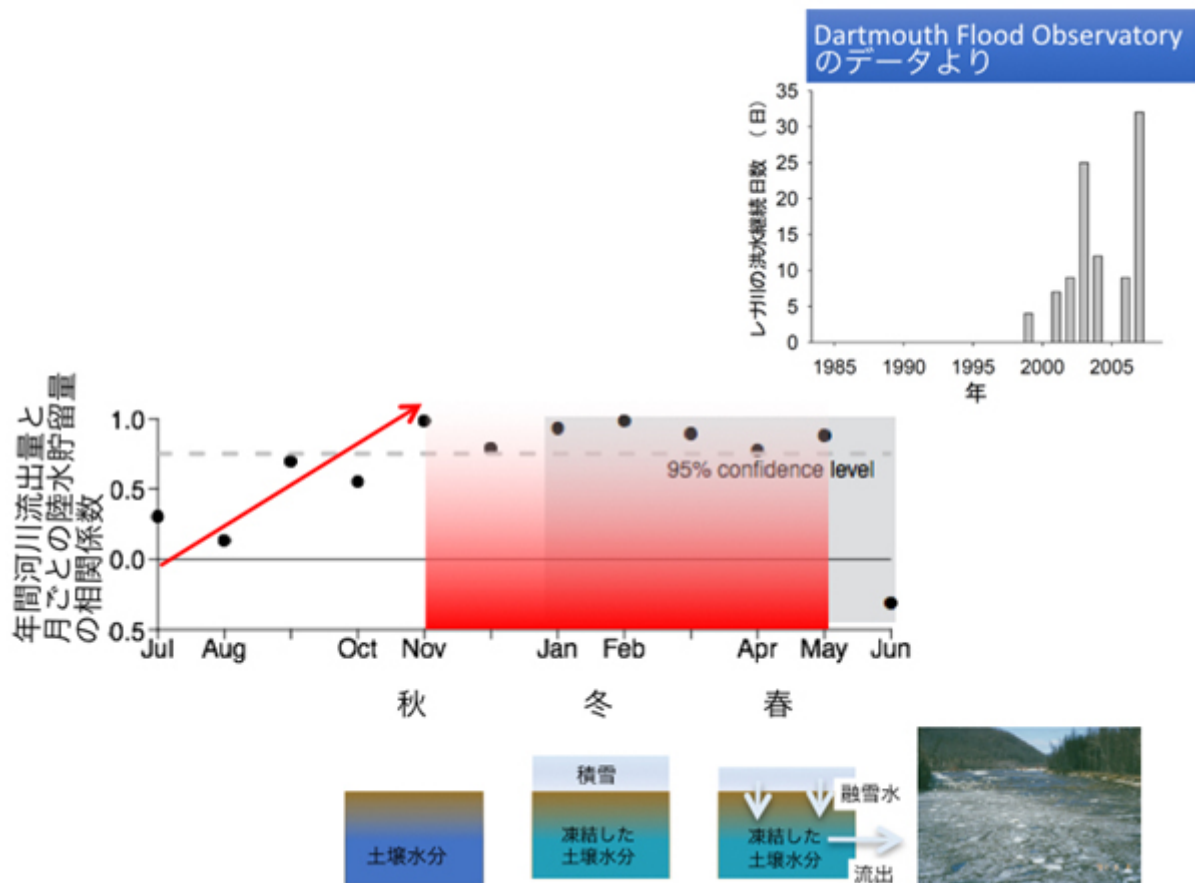 Dartmouth Flood Observatory
のデータより
レナ川の洪水継続日数 (日)
35
30
25
20
15
10
5
0
1985 1990 1995 2000 2005
年
年間河川流出量と
月ごとの陸水貯留量
の相関係数
1.0
0.5
0.0
0.5
95% confidence level
Jul Aug Oct Nov Jan Feb Apr May Jun
秋 冬 春
積雪
融雪水
土壌水分
凍結した
土壌水分
凍結した
土壌水分
流出